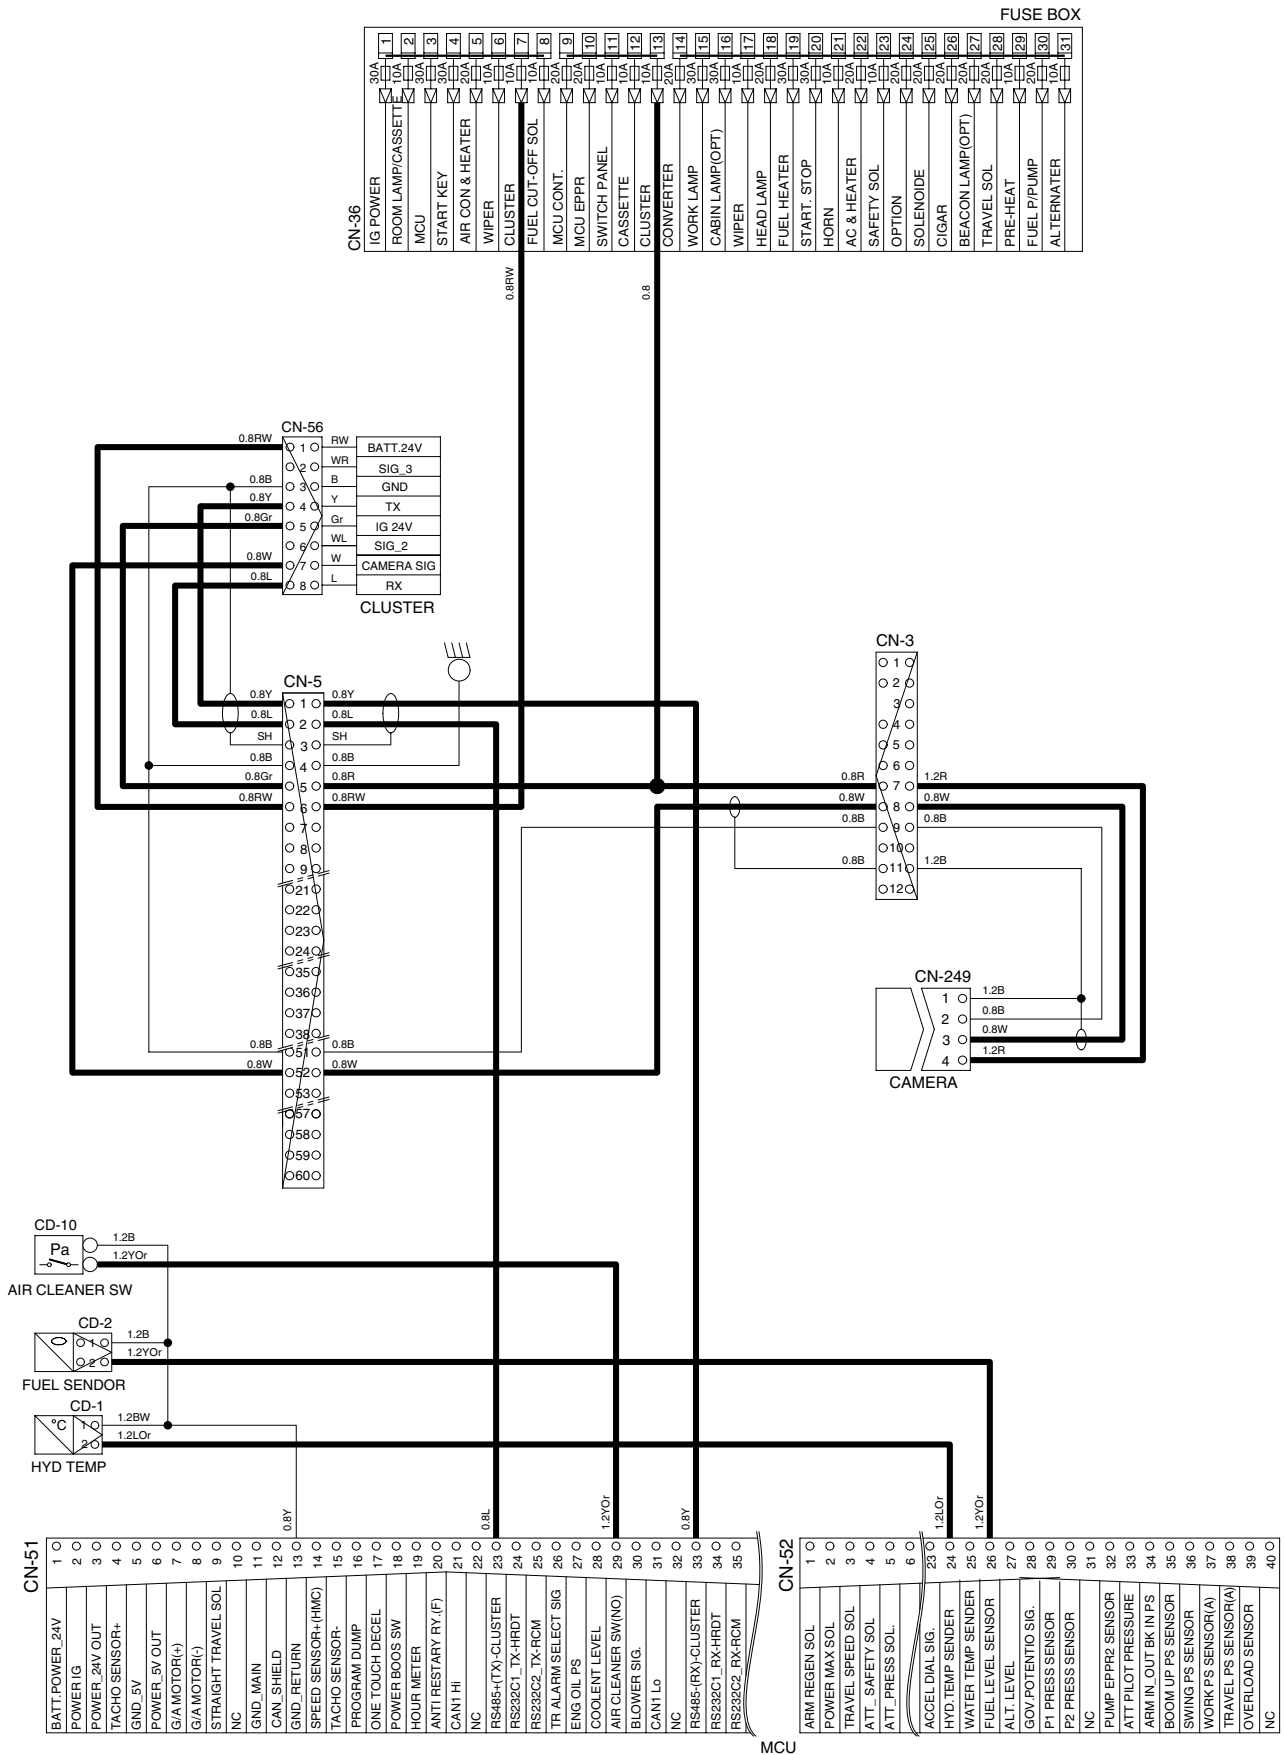 FUSE BOX
1 2 3 4 5 6 7 8 9 10 11 12 13 14 15 16 17 18 19 20 21 22 23 24 25 26 27 28 29 30 31
30A 10A 30A 30A 20A 10A 10A 10A 20A 20A 10A 10A 10A 20A 30A 30A 10A 20A 20A 10A 10A 20A 10A 20A 20A 10A 20A 10A 20A 30A 10A
CN-36
IG POWER
ROOM LAMP/CASSETTE
MCU
START KEY
AIR CON & HEATER
WIPER
CLUSTER
FUEL CUT-OFF SOL
MCU CONT.
MCU EPPR
SWITCH PANEL
CASSETTE
CLUSTER
CONVERTER
WORK LAMP
CABIN LAMP(OPT)
WIPER
HEAD LAMP
FUEL HEATER
START. STOP
HORN
AC & HEATER
SAFETY SOL
OPTION
SOLENOIDE
CIGAR
BEACON LAMP(OPT)
TRAVEL SOL
PRE-HEAT
FUEL P/PUMP
ALTERNATER
0.8RW
0.8
CN-56
0.8RW 1 RW BATT.24V
2 WR SIG_3
0.8B 3 B GND
0.8Y 4 Y TX
0.8Gr 5 Gr IG 24V
6 WL SIG_2
0.8W 7 W CAMERA SIG
0.8L 8 L RX
CLUSTER
CN-5
0.8Y 1 0.8Y
0.8L 2 0.8L
SH 3 SH
0.8B 4 0.8B
0.8Gr 5 0.8R
0.8RW 6 0.8RW
7
8
9
21
22
23
24
35
36
37
38
0.8B 51 0.8B
0.8W 52 0.8W
53
57
58
59
60
CN-3
1
2
3
4
5
6
0.8R 7 1.2R
0.8W 8 0.8W
0.8B 9 0.8B
10
0.8B 11 1.2B
12
CN-249
1 1.2B
2 0.8B
3 0.8W
4 1.2R
CAMERA
CD-10
Pa
1.2B
1.2YOr
AIR CLEANER SW
CD-2
1 1.2B
2 1.2YOr
FUEL SENDOR
CD-1
°C
1 1.2BW
2 1.2LOr
HYD TEMP
0.8Y
0.8L
1.2YOr
0.8Y
1.2LOr
1.2YOr
CN-51
1 BATT.POWER_24V
2 POWER IG
3 POWER_24V OUT
4 TACHO SENSOR+
5 GND_5V
6 POWER_5V OUT
7 G/A MOTOR(+)
8 G/A MOTOR(-)
9 STRAIGHT TRAVEL SOL
10 NC
11 GND_MAIN
12 CAN_SHIELD
13 GND_RETURN
14 SPEED SENSOR+(HMC)
15 TACHO SENSOR-
16 PROGRAM DUMP
17 ONE TOUCH DECEL
18 POWER BOOS SW
19 HOUR METER
20 ANTI RESTARY RY.(F)
21 CAN1 Hi
22 NC
23 RS485+(TX)-CLUSTER
24 RS232C1_TX-HRDT
25 RS232C2_TX-RCM
26 TR ALARM SELECT SIG
27 ENG OIL PS
28 COOLENT LEVEL
29 AIR CLEANER SW(NO)
30 BLOWER SIG.
31 CAN1 Lo
32 NC
33 RS485-(RX)-CLUSTER
34 RS232C1_RX-HRDT
35 RS232C2_RX-RCM
MCU
CN-52
1 ARM REGEN SOL
2 POWER MAX SOL
3 TRAVEL SPEED SOL
4 ATT_ SAFETY SOL
5 ATT_PRESS SOL.
6
23 ACCEL DIAL SIG.
24 HYD.TEMP SENDER
25 WATER TEMP SENDER
26 FUEL LEVEL SENSOR
27 ALT. LEVEL
28 GOV.POTENTIO SIG.
29 P1 PRESS SENSOR
30 P2 PRESS SENSOR
31 NC
32 PUMP EPPR2 SENSOR
33 ATT PILOT PRESSURE
34 ARM IN_OUT BK IN PS
35 BOOM UP PS SENSOR
36 SWING PS SENSOR
37 WORK PS SENSOR(A)
38 TRAVEL PS SENSOR(A)
39 OVERLOAD SENSOR
40 NC